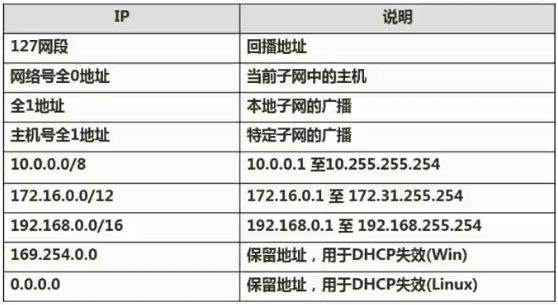 IP 说明
127网段 回播地址
网络号全0地址 当前子网中的主机
全1地址 本地子网的广播
主机号全1地址 特定子网的广播
10.0.0.0/8 10.0.0.1 至10.255.255.254
172.16.0.0/12 172.16.0.1 至 172.31.255.254
192.168.0.0/16 192.168.0.1 至 192.168.255.254
169.254.0.0 保留地址，用于DHCP失效(Win)
0.0.0.0 保留地址，用于DHCP失效(Linux)